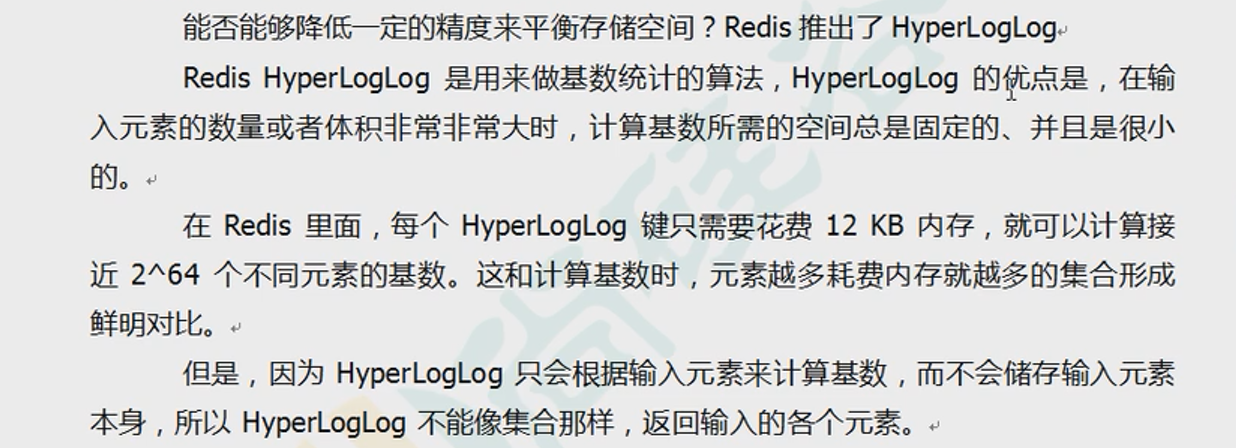 能否能够降低一定的精度来平衡存储空间？Redis 推出了 HyperLogLog
Redis HyperLogLog 是用来做基数统计的算法，HyperLogLog 的优点是，在输
入元素的数量或者体积非常非常大时，计算基数所需的空间总是固定的、并且是很小
的。
在 Redis 里面，每个 HyperLogLog 键只需要花费 12 KB 内存，就可以计算接
近 2^64 个不同元素的基数。这和计算基数时，元素越多耗费内存就越多的集合形成
鲜明对比。
但是，因为 HyperLogLog 只会根据输入元素来计算基数，而不会储存输入元素
本身，所以 HyperLogLog 不能像集合那样，返回输入的各个元素。
尚硅谷